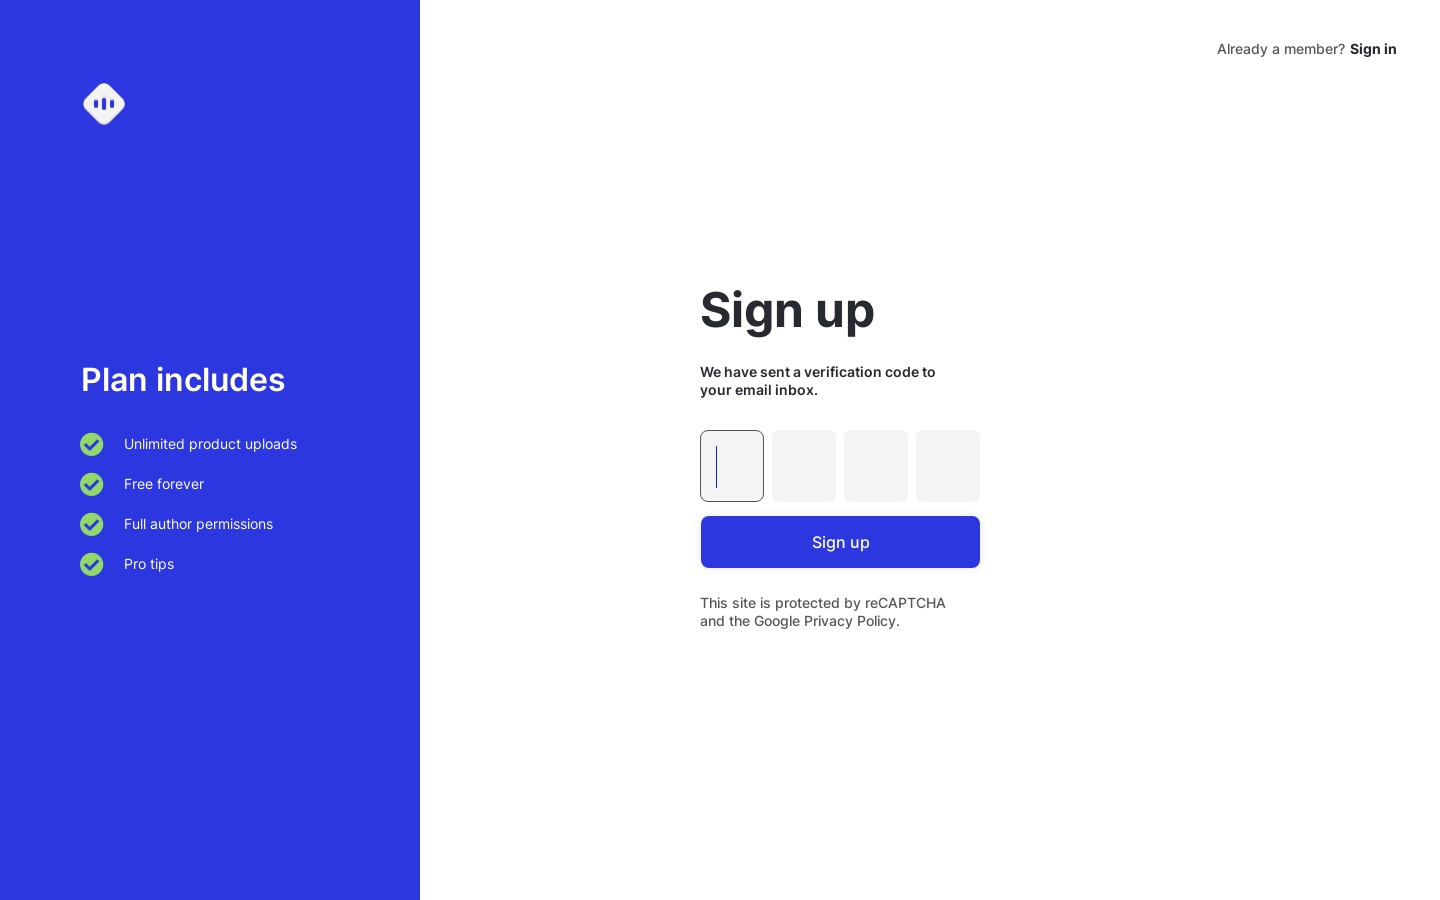 Already a member? Sign in
Plan includes
Unlimited product uploads
Free forever
Full author permissions
Pro tips
Sign up
We have sent a verification code to
your email inbox.
Sign up
This site is protected by reCAPTCHA
and the Google Privacy Policy.